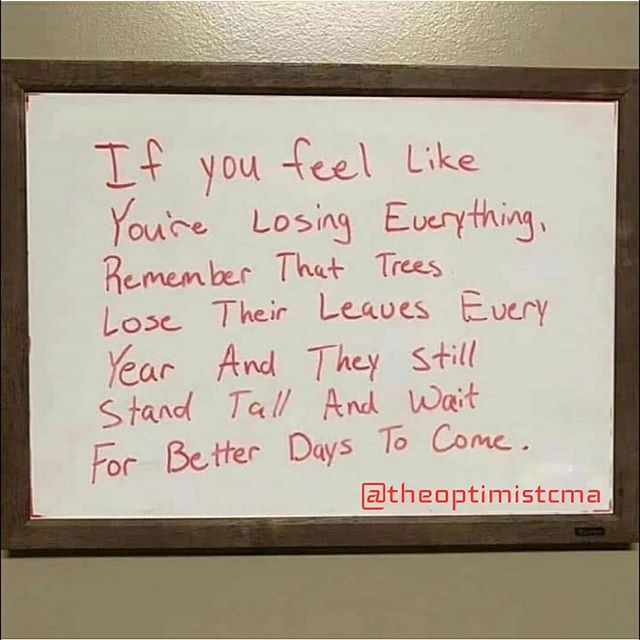 If you feel Like
You're Losing Everything,
Remember That Trees
Lose Their Leaves Every
Year And They Still
Stand Tall And Wait
For Better Days To Come.
@theoptimistcma